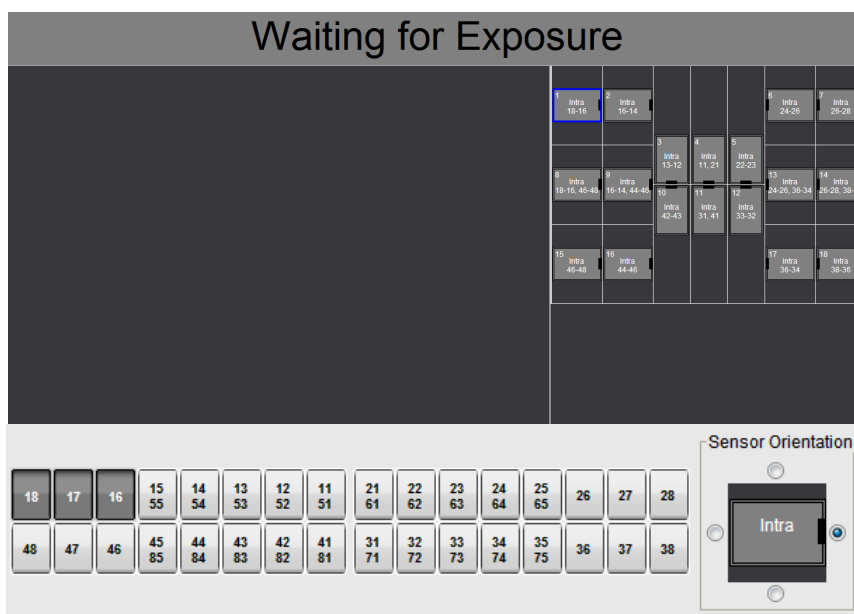 Waiting for Exposure
1 Intra 18-16
2 Intra 16-14
6 Intra 24-26
7 Intra 26-28
3 Intra 13-12
4 Intra 11, 21
5 Intra 22-23
8 Intra 18-16, 46-48
9 Intra 16-14, 44-46
13 Intra 24-26, 36-34
14 Intra 26-28, 38-
10 Intra 42-43
11 Intra 31, 41
12 Intra 33-32
15 Intra 46-48
16 Intra 44-46
17 Intra 36-34
18 Intra 38-36
Sensor Orientation
18 17 16 15 14 13 12 11 21 22 23 24 25 26 27 28
55 54 53 52 51 61 62 63 64 65
48 47 46 45 44 43 42 41 31 32 33 34 35 36 37 38
85 84 83 82 81 71 72 73 74 75
Intra